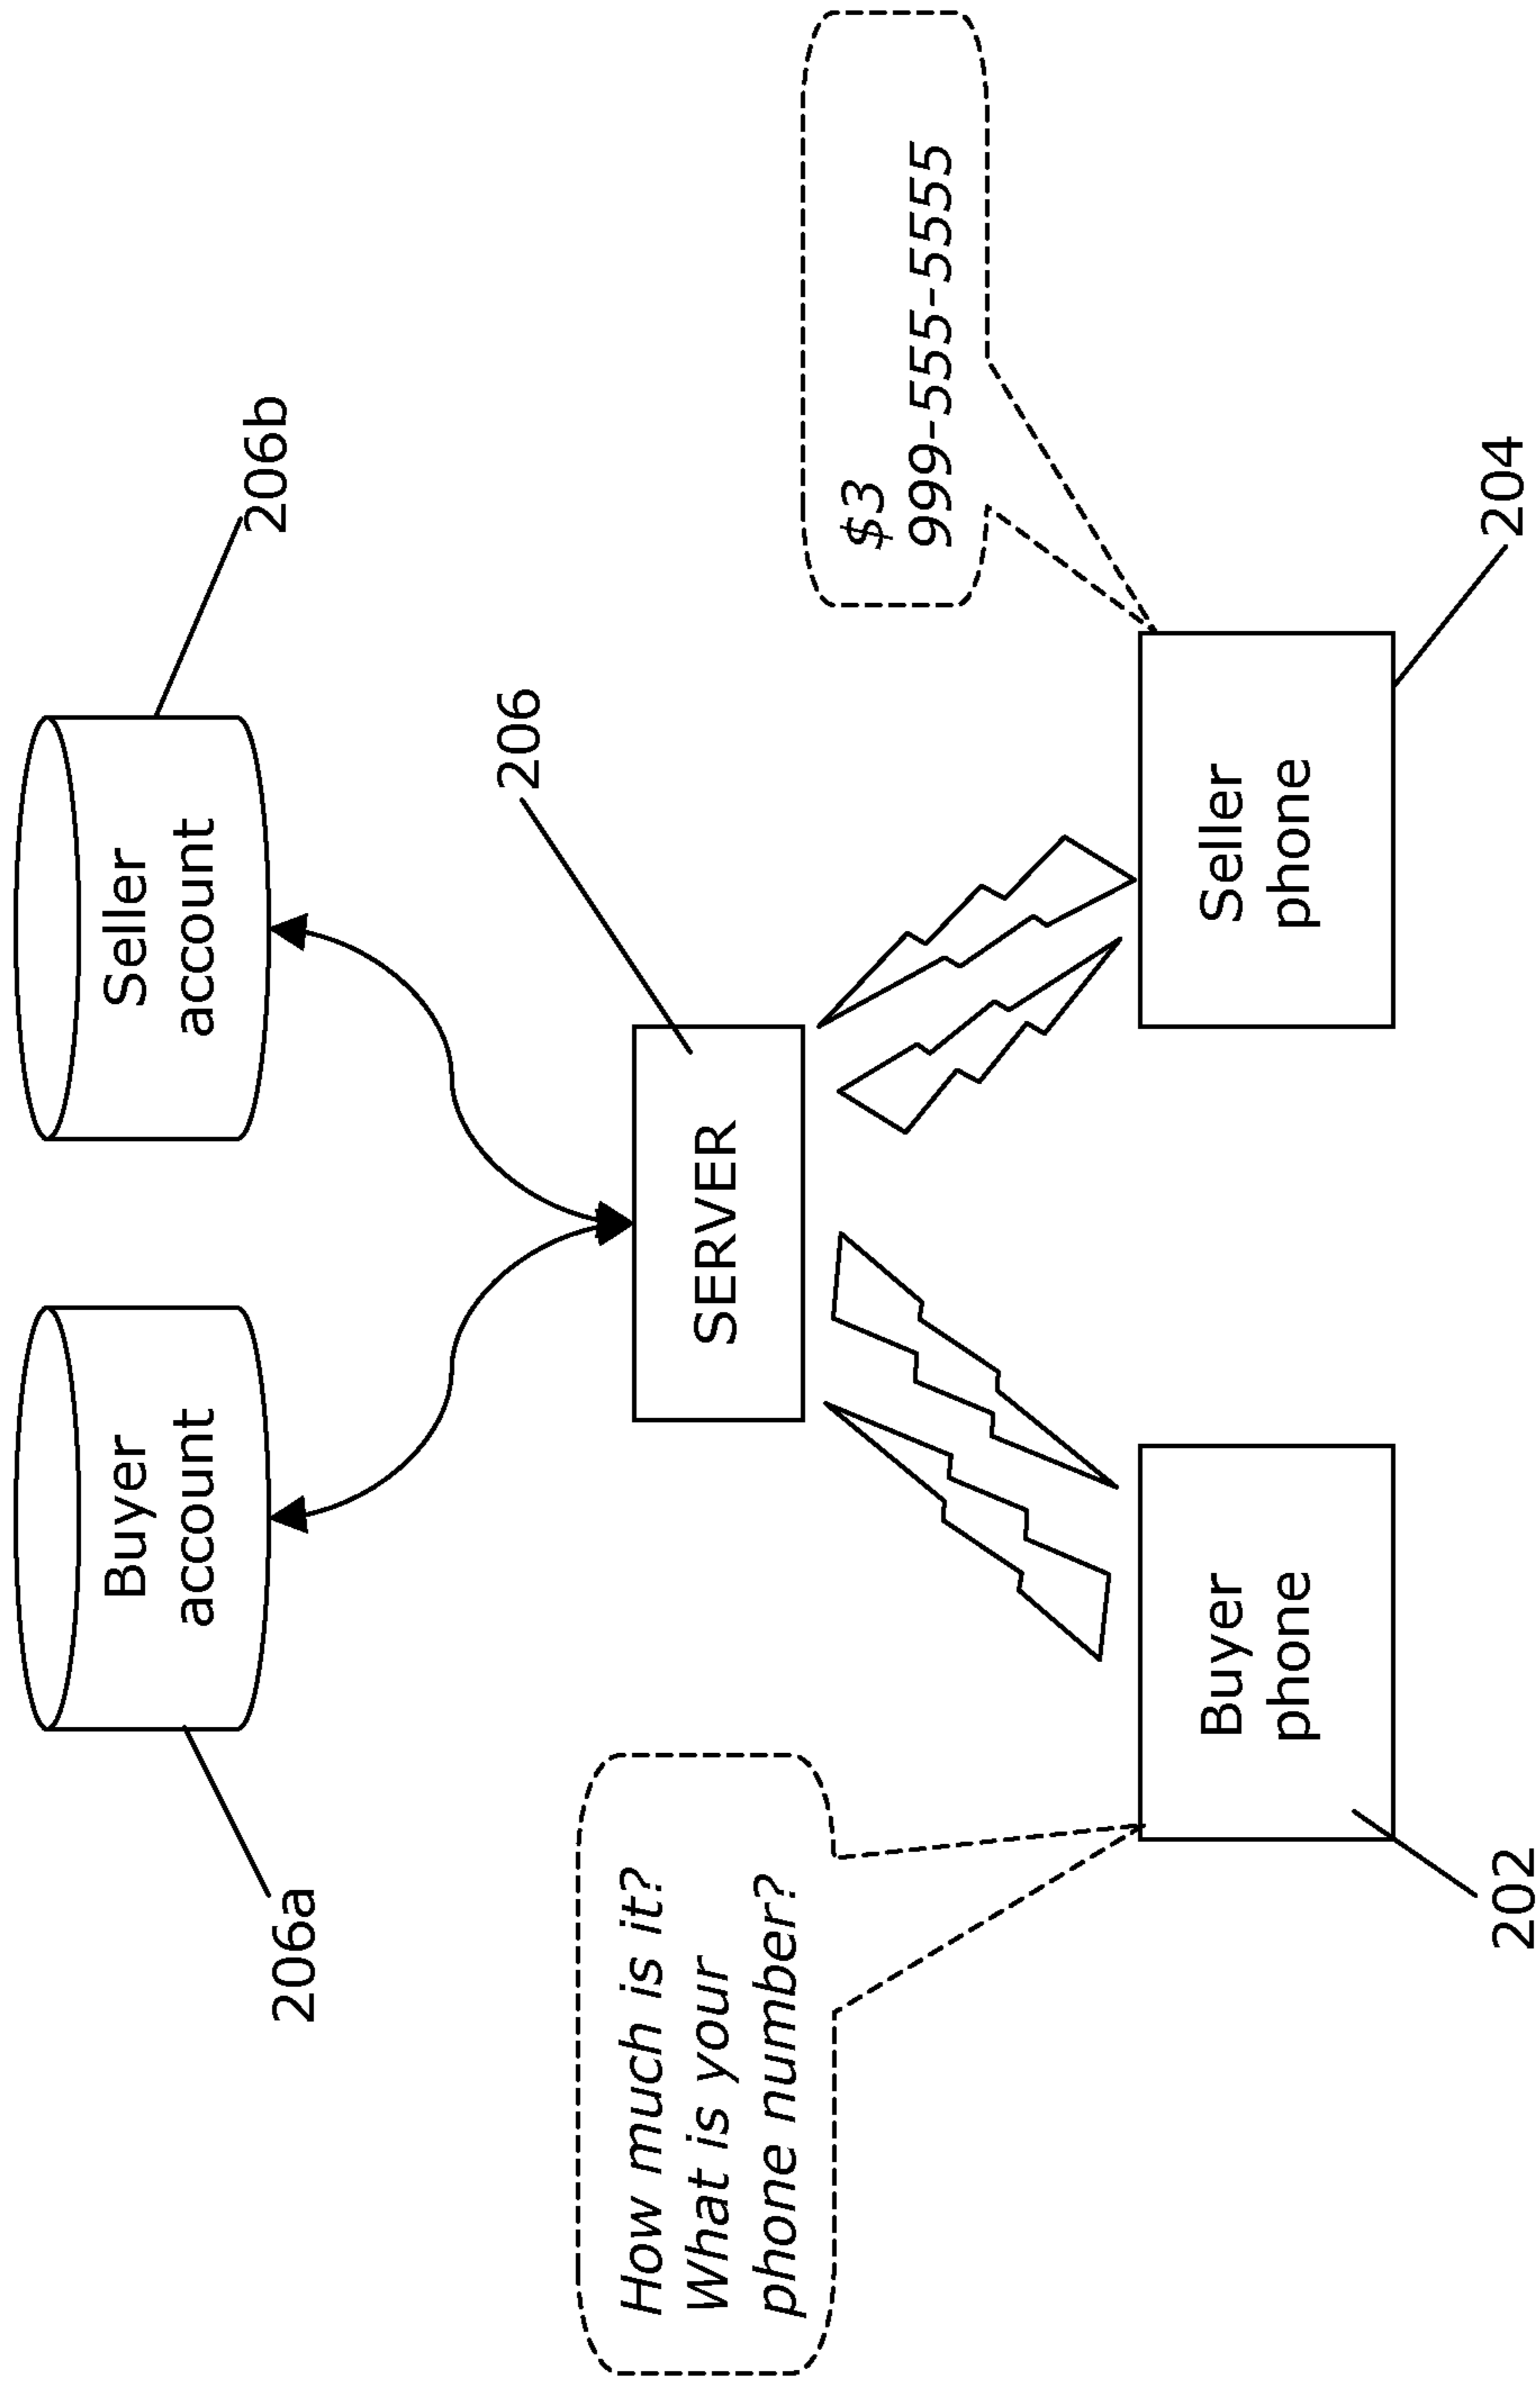 206a
Buyer
account
Seller
account
206b
How much is it?
What is your
phone number?
SERVER
206
$3
999-555-5555
202
Buyer
phone
Seller
phone
204